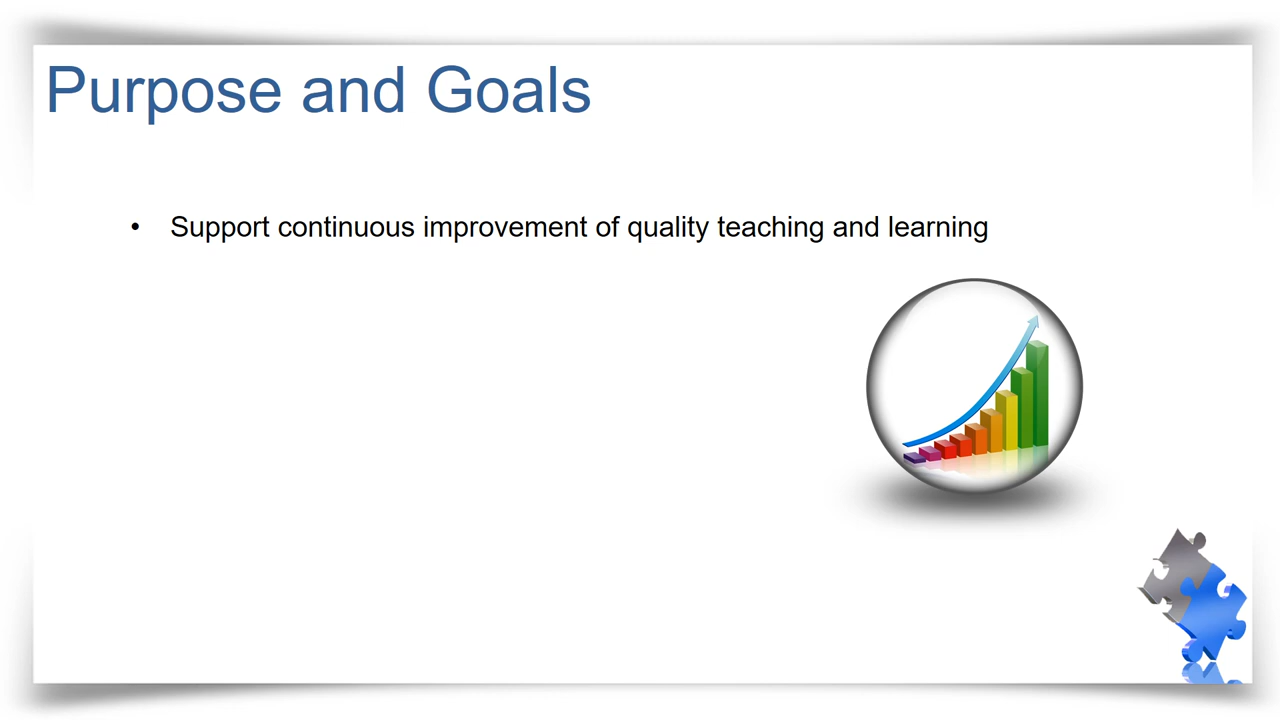 Purpose and Goals
• Support continuous improvement of quality teaching and learning